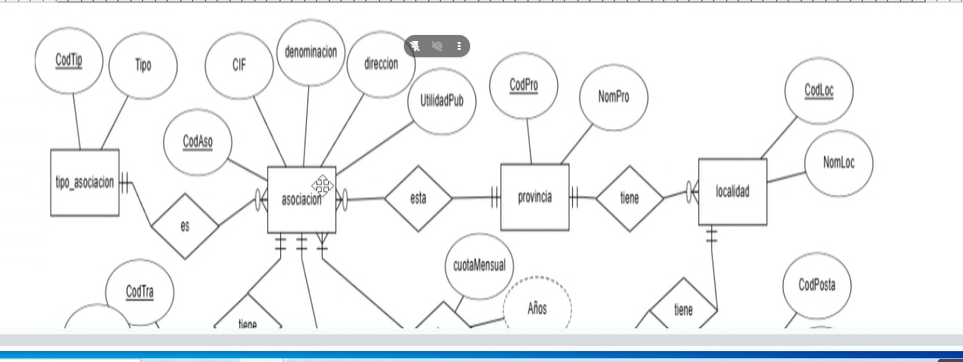 CodTip
Tipo
CIF
denominacion
direccion
UtilidadPub
CodPro
NomPro
CodLoc
NomLoc
CodAso
tipo_asociacion
asociacion
esta
provincia
tiene
localidad
es
CodTra
cuotaMensual
Años
tiene
tiene
CodPosta